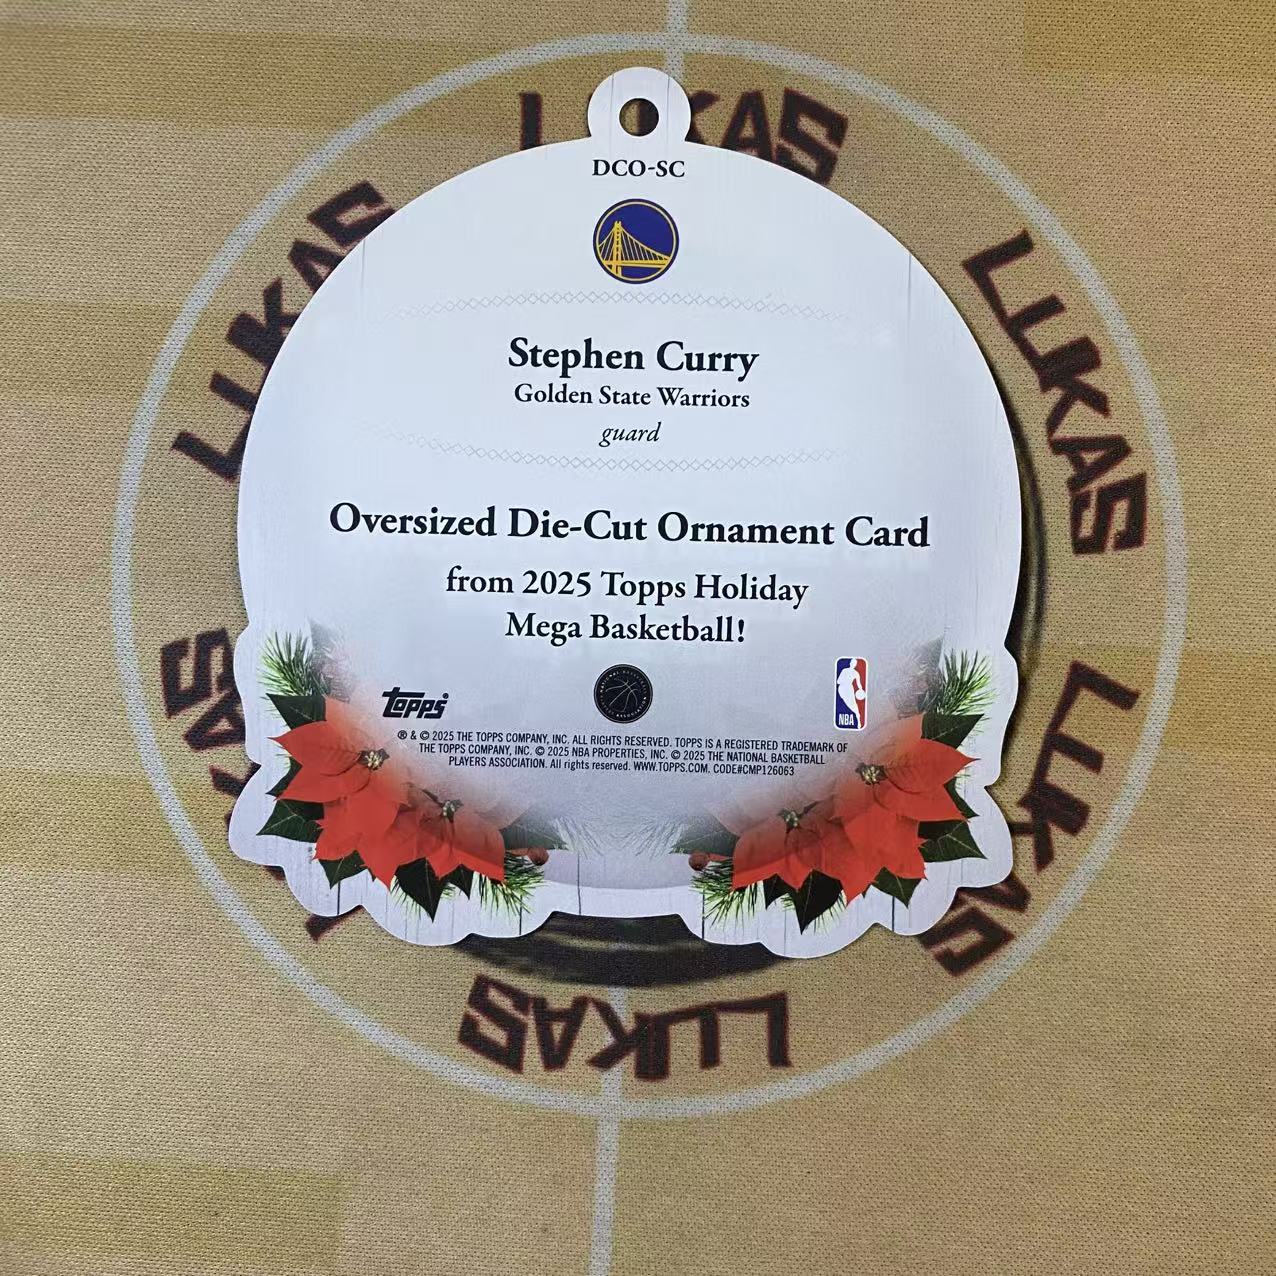 LUKAS
DCO-SC
Stephen Curry
Golden State Warriors
guard
Oversized Die-Cut Ornament Card
from 2025 Topps Holiday
Mega Basketball!
topps
NBA
® & © 2025 THE TOPPS COMPANY, INC. ALL RIGHTS RESERVED. TOPPS IS A REGISTERED TRADEMARK OF
THE TOPPS COMPANY, INC. © 2025 NBA PROPERTIES, INC. © 2025 THE NATIONAL BASKETBALL
PLAYERS ASSOCIATION. All rights reserved. WWW.TOPPS.COM. CODE#CMP126063
LUKAS
LUKAS
LUKAS
LUKAS